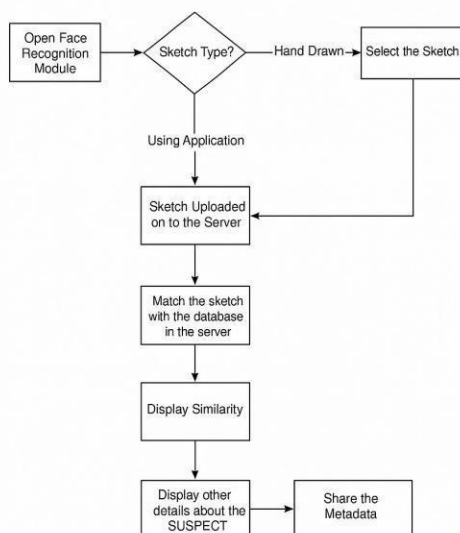 Open Face
Recognition
Module
Sketch Type?
Hand Drawn
Select the Sketch
Using Application
Sketch Uploaded
on to the Server
Match the sketch
with the database
in the server
Display Similarity
Display other
details about the
SUSPECT
Share the
Metadata